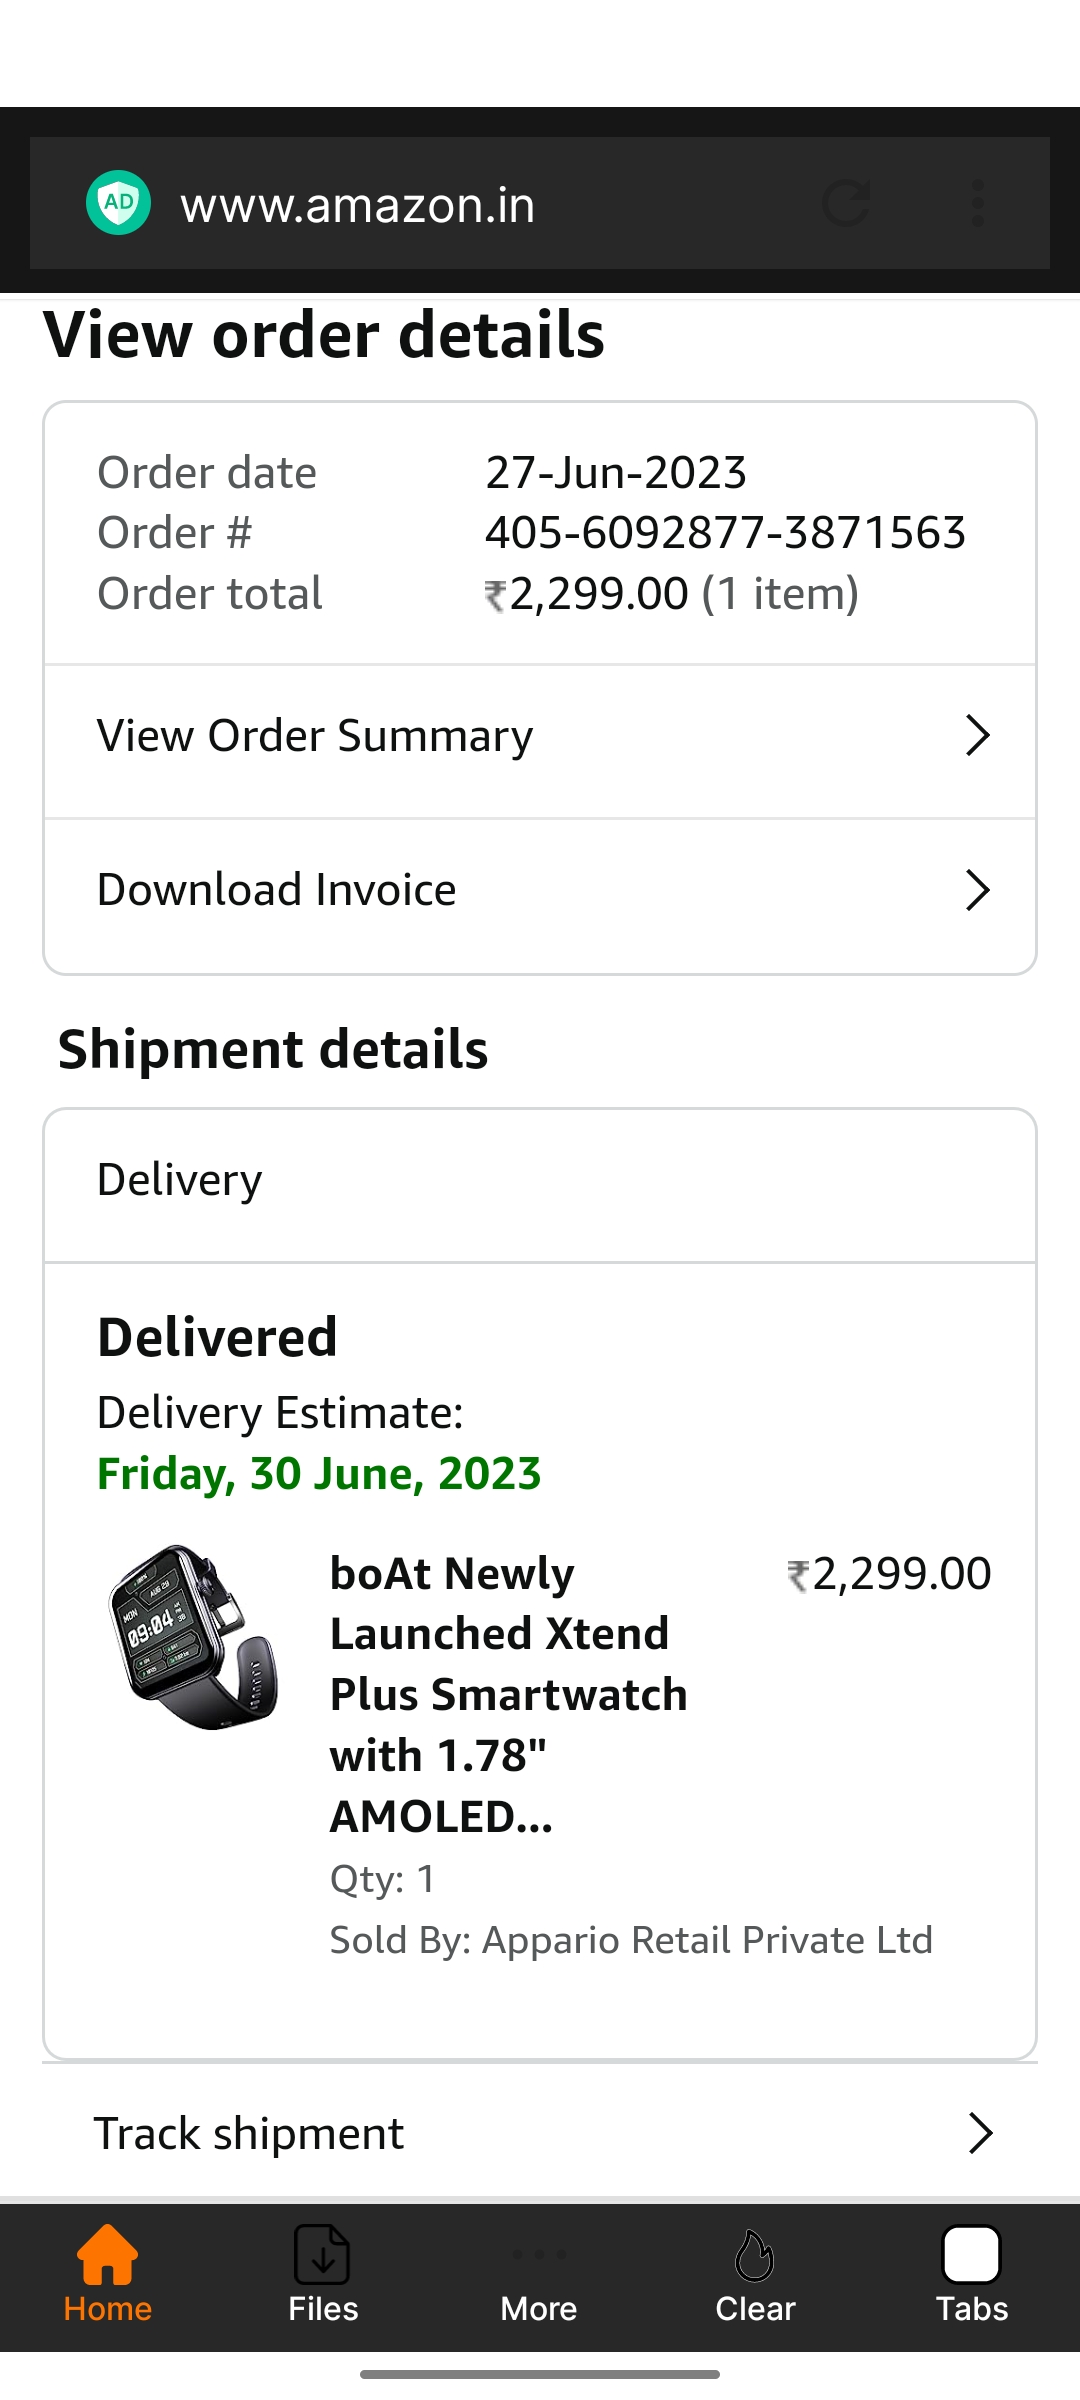 AD www.amazon.in
View order details
Order date 27-Jun-2023
Order # 405-6092877-3871563
Order total ₹2,299.00 (1 item)
View Order Summary
Download Invoice
Shipment details
Delivery
Delivered
Delivery Estimate:
Friday, 30 June, 2023
boAt Newly ₹2,299.00
Launched Xtend
Plus Smartwatch
with 1.78"
AMOLED...
Qty: 1
Sold By: Appario Retail Private Ltd
AUG 28
MON
09:04
Track shipment
Home Files More Clear Tabs